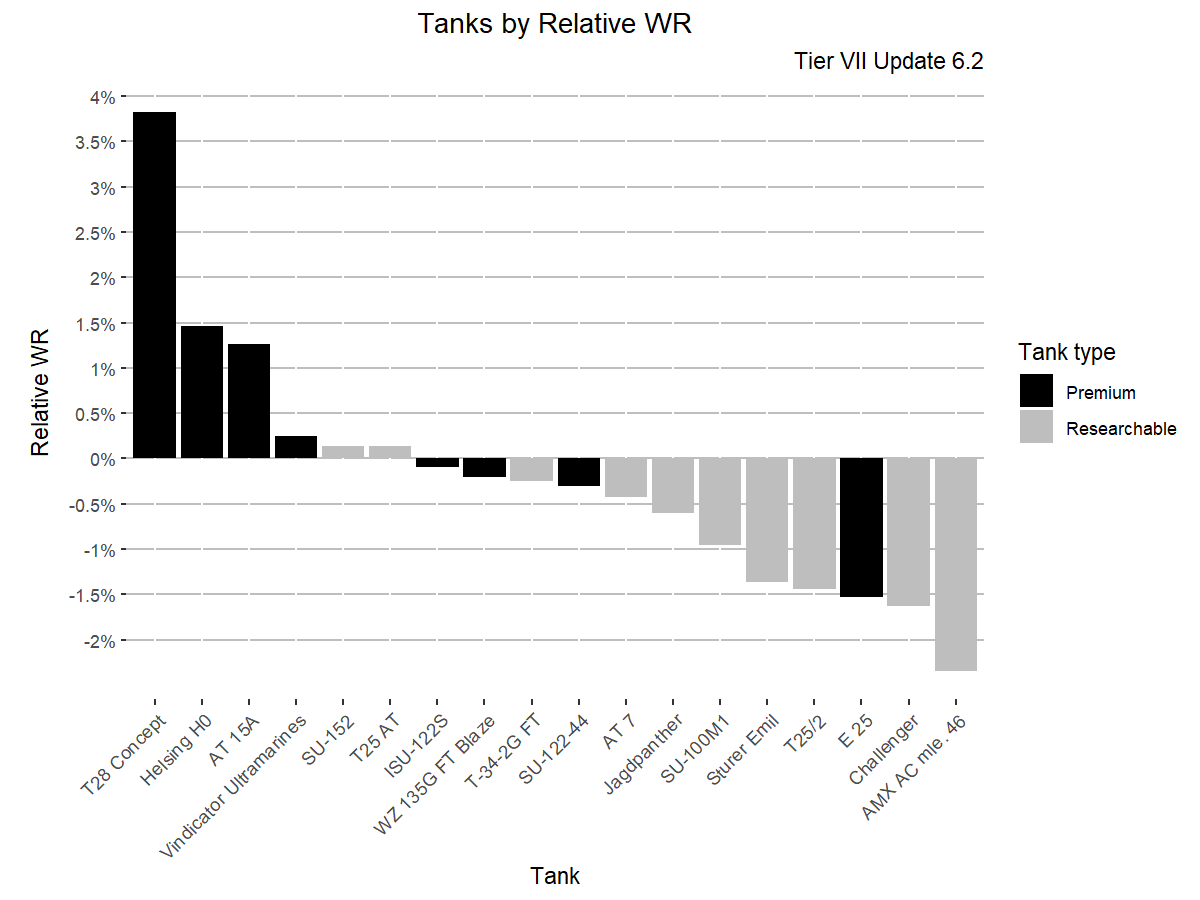 Tanks by Relative WR
Tier VII Update 6.2
4%
3.5%
3%
2.5%
2%
1.5%
1%
0.5%
0%
-0.5%
-1%
-1.5%
-2%
Relative WR
T28 Concept
Helsing H0
AT 15A
Vindicator Ultramarines
SU-152
T25 AT
ISU-122S
WZ 135G FT Blaze
T-34-2G FT
SU-122-44
AT 7
Jagdpanther
SU-100M1
Sturer Emil
T25/2
E 25
Challenger
AMX AC mle. 46
Tank
Tank type
Premium
Researchable